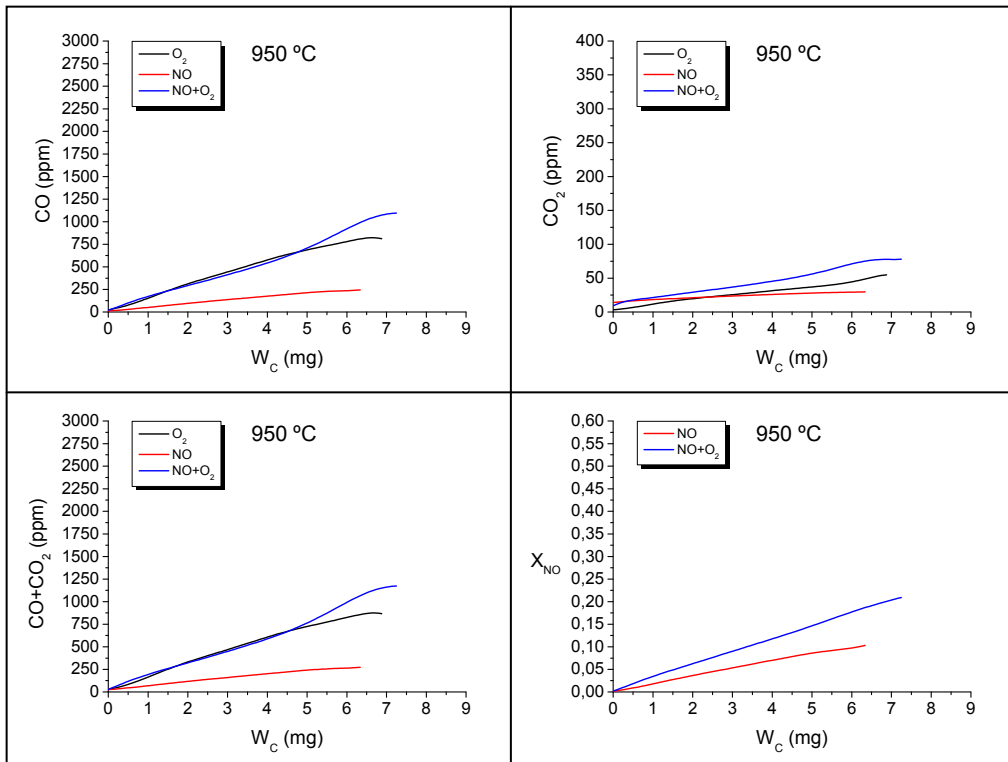 3000
2750
2500
2250
2000
1750
1500
1250
1000
750
500
250
0
CO (ppm)
O₂
NO
NO+O₂
950 ºC
0 1 2 3 4 5 6 7 8 9
W_C (mg)
400
350
300
250
200
150
100
50
0
CO₂ (ppm)
O₂
NO
NO+O₂
950 ºC
0 1 2 3 4 5 6 7 8 9
W_C (mg)
3000
2750
2500
2250
2000
1750
1500
1250
1000
750
500
250
0
CO+CO₂ (ppm)
O₂
NO
NO+O₂
950 ºC
0 1 2 3 4 5 6 7 8 9
W_C (mg)
0,60
0,55
0,50
0,45
0,40
0,35
0,30
0,25
0,20
0,15
0,10
0,05
0,00
X_NO
NO
NO+O₂
950 ºC
0 1 2 3 4 5 6 7 8 9
W_C (mg)